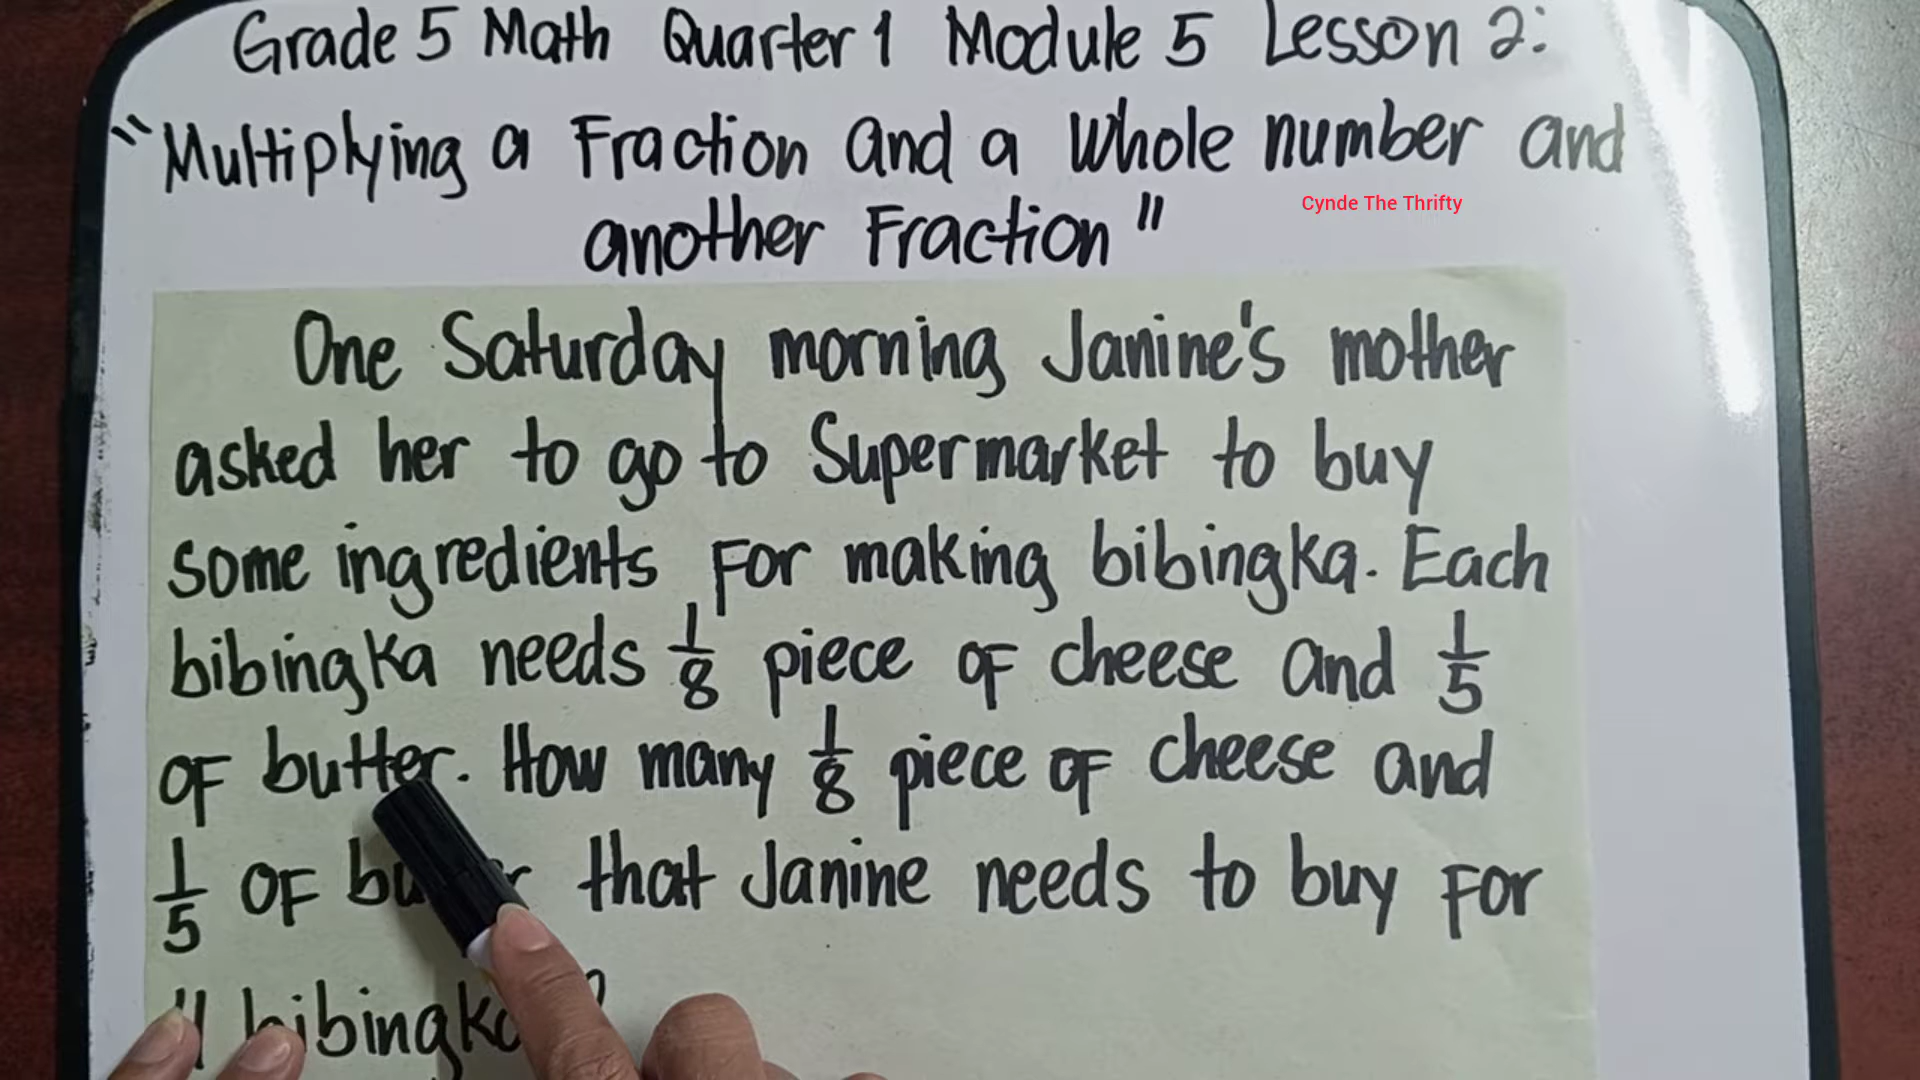 Grade 5 Math Quarter 1 Module 5 Lesson 2:
"Multiplying a Fraction and a Whole number and
another Fraction"
Cynde The Thrifty
One Saturday morning Janine's mother
asked her to go to Supermarket to buy
some ingredients For making bibingka. Each
bibingka needs 1/8 piece of cheese and 1/5
of butter. How many 1/8 piece of cheese and
1/5 of that Janine needs to buy For
?